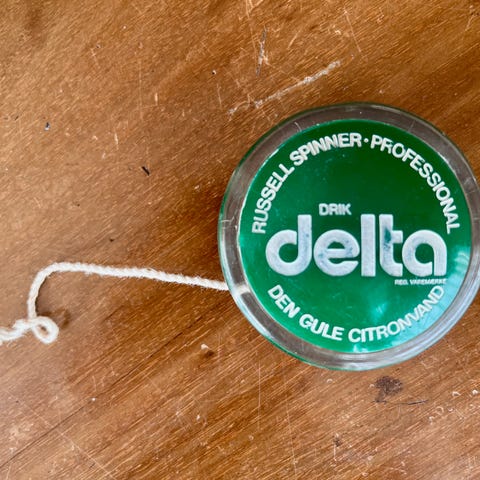 RUSSELL SPINNER · PROFESSIONAL
DRIK
delta
REG. VAREMÆRKE
DEN GULE CITRONVAND